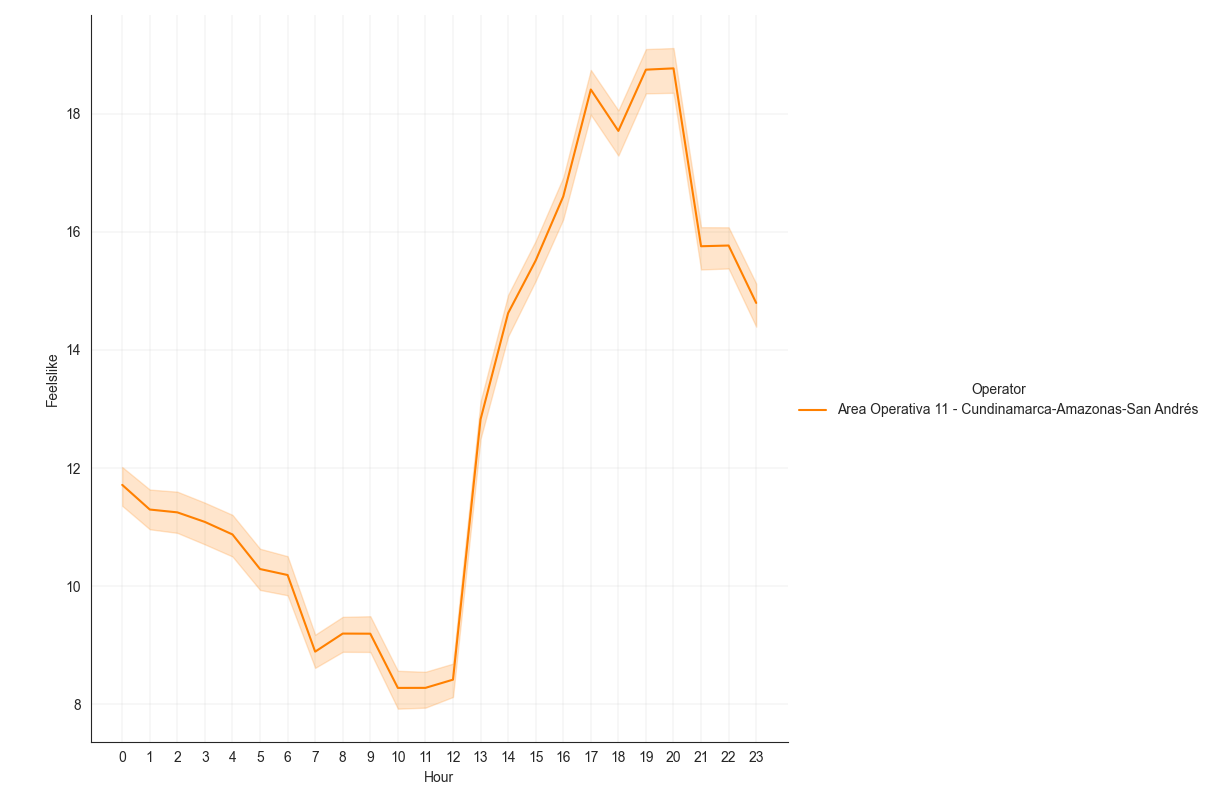 18
16
14
12
10
8
Feelslike
0 1 2 3 4 5 6 7 8 9 10 11 12 13 14 15 16 17 18 19 20 21 22 23
Hour
Operator
Area Operativa 11 - Cundinamarca-Amazonas-San Andrés